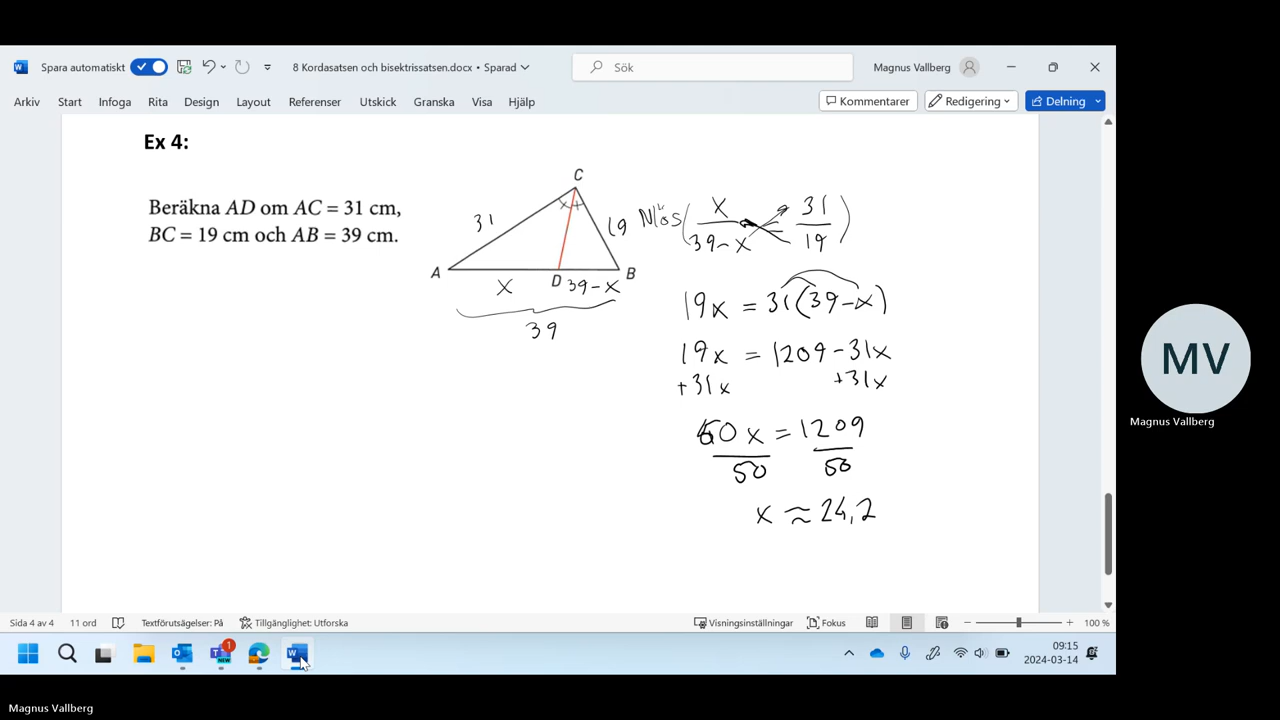 Spara automatiskt
8 Kordasatsen och bisektrissatsen.docx • Sparad
Sök
Magnus Vallberg
Arkiv Start Infoga Rita Design Layout Referenser Utskick Granska Visa Hjälp
Kommentarer Redigering Delning
Ex 4:
Beräkna AD om AC = 31 cm,
BC = 19 cm och AB = 39 cm.
C
31
19
A
D
B
x
39-x
39
Nlös( x/(39-x) = 31/19 )
19x = 31(39-x)
19x = 1209-31x
+31x +31x
50x = 1209
50 50
x ≈ 24,2
MV
Magnus Vallberg
Sida 4 av 4 11 ord Textförutsägelser: På Tillgänglighet: Utforska
Visningsinställningar Fokus 100 %
1
NEW
09:15
2024-03-14
Magnus Vallberg